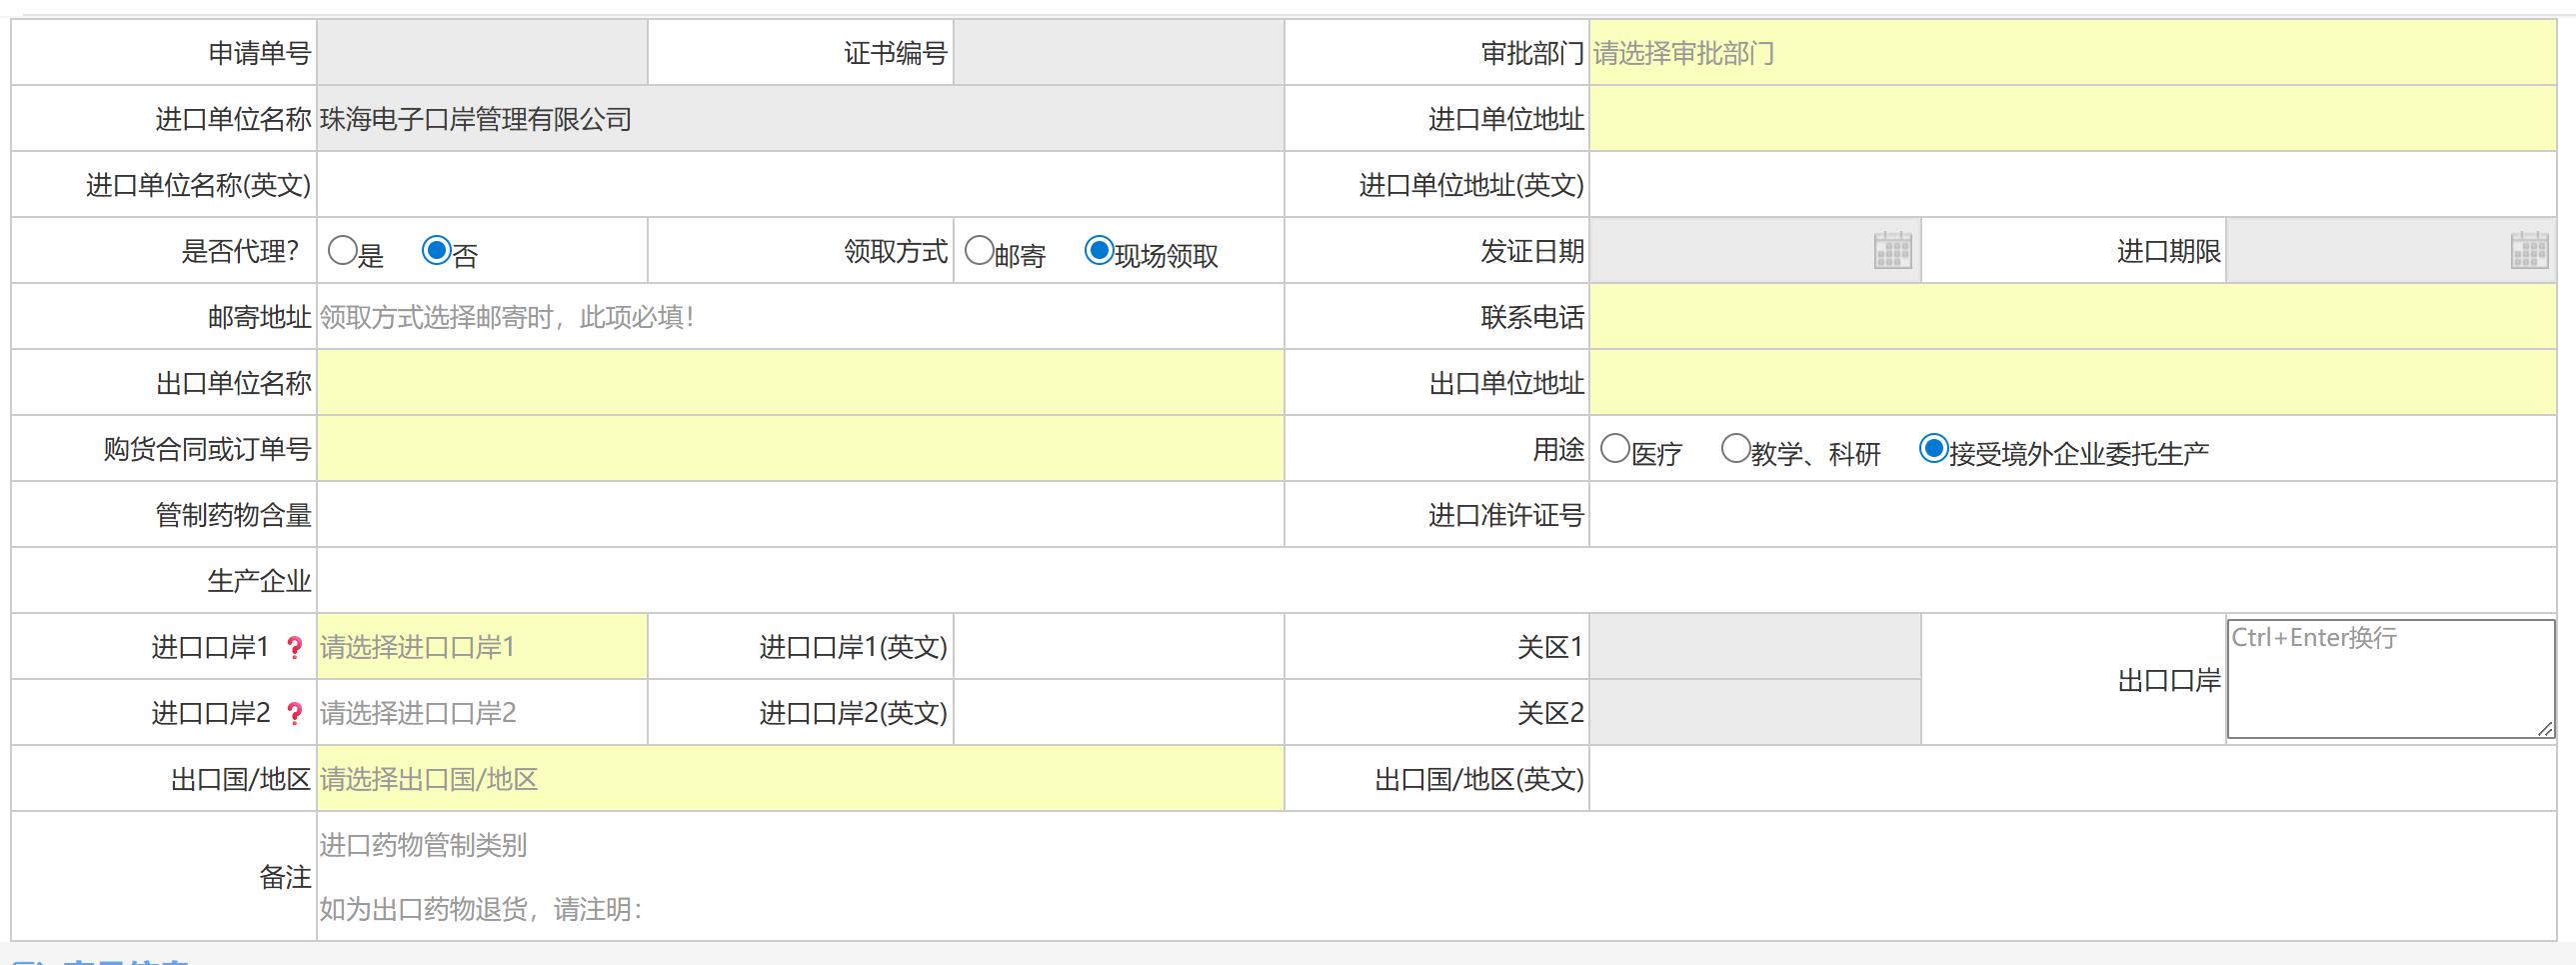 申请单号 证书编号 审批部门 请选择审批部门
进口单位名称 珠海电子口岸管理有限公司 进口单位地址
进口单位名称(英文) 进口单位地址(英文)
是否代理? 是 否 领取方式 邮寄 现场领取 发证日期 进口期限
邮寄地址 领取方式选择邮寄时，此项必填！ 联系电话
出口单位名称 出口单位地址
购货合同或订单号 用途 医疗 教学、科研 接受境外企业委托生产
管制药物含量 进口准许证号
生产企业
进口口岸1 ❓ 请选择进口口岸1 进口口岸1(英文) 关区1 出口口岸 Ctrl+Enter换行
进口口岸2 ❓ 请选择进口口岸2 进口口岸2(英文) 关区2
出口国/地区 请选择出口国/地区 出口国/地区(英文)
备注 进口药物管制类别
如为出口药物退货，请注明：